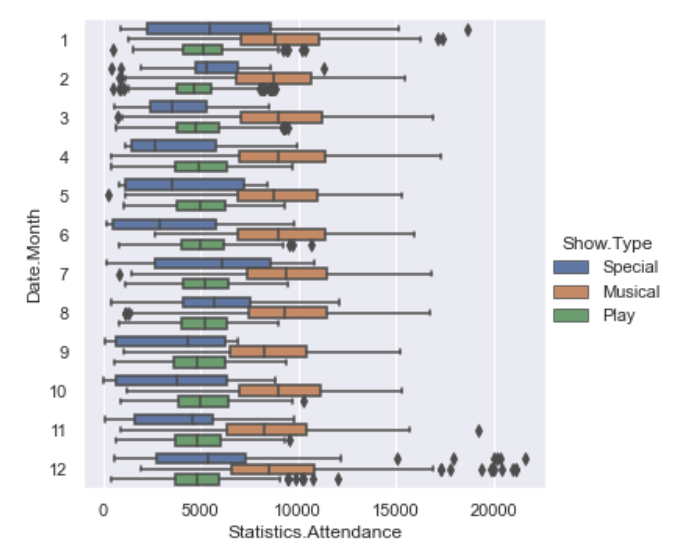 Date.Month
1
2
3
4
5
6
7
8
9
10
11
12
0 5000 10000 15000 20000
Statistics.Attendance
Show.Type
Special
Musical
Play